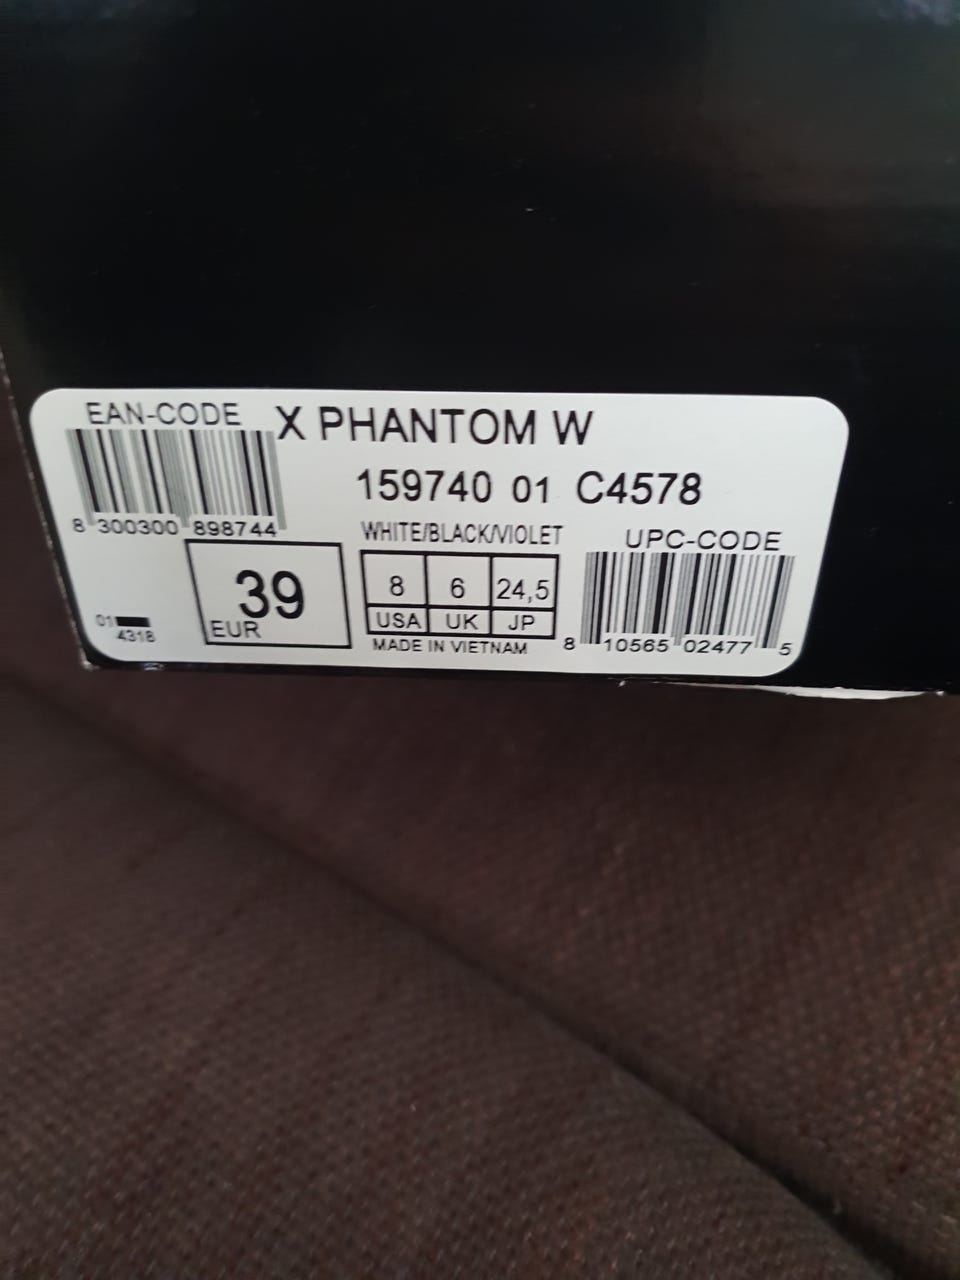 EAN-CODE
X PHANTOM W
159740 01 C4578
8 300300 898744
WHITE/BLACK/VIOLET
UPC-CODE
39
EUR
8 6 24,5
USA UK JP
01
4318
MADE IN VIETNAM
8 10565 02477 5